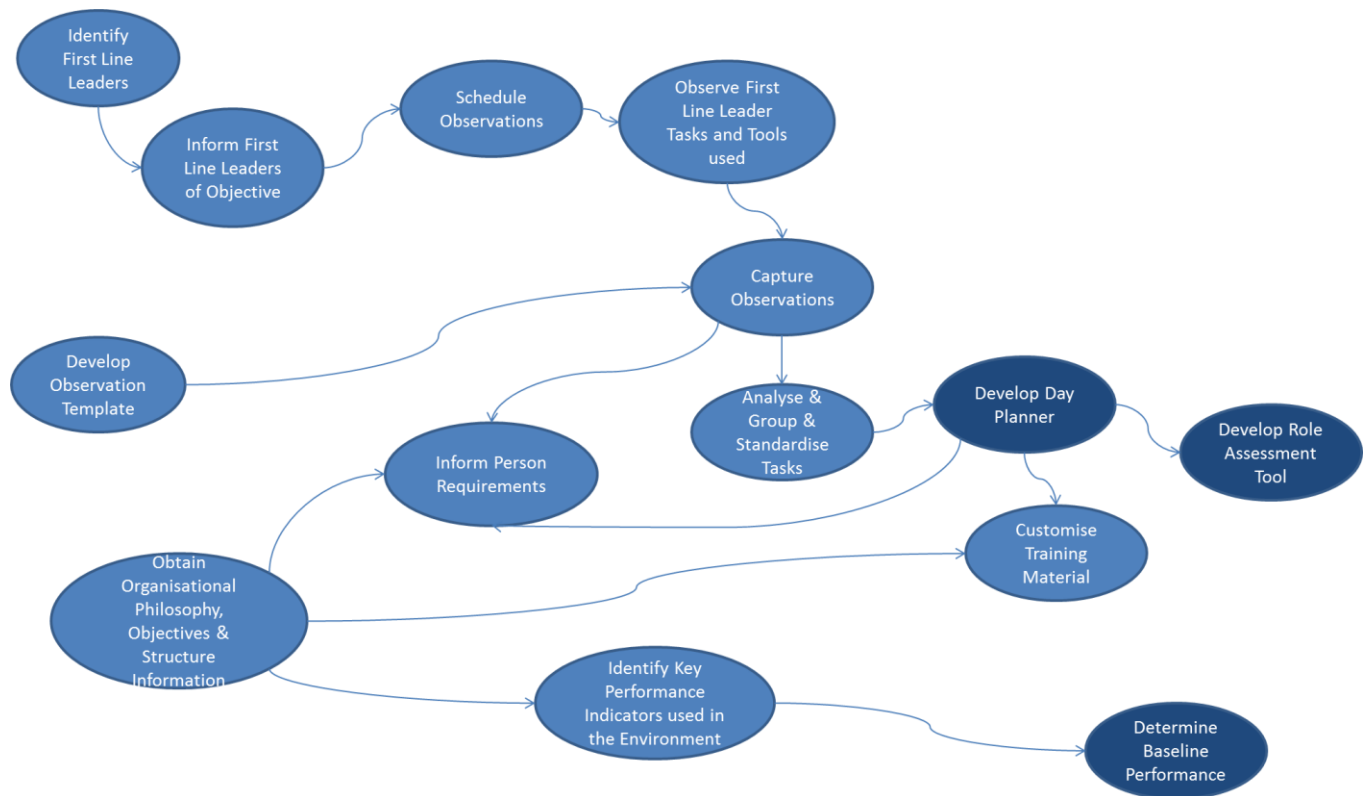 Identify
First Line
Leaders
Inform First
Line Leaders
of Objective
Schedule
Observations
Observe First
Line Leader
Tasks and Tools
used
Capture
Observations
Develop
Observation
Template
Analyse &
Group &
Standardise
Tasks
Develop Day
Planner
Develop Role
Assessment
Tool
Inform Person
Requirements
Customise
Training
Material
Obtain
Organisational
Philosophy,
Objectives &
Structure
Information
Identify Key
Performance
Indicators used in
the Environment
Determine
Baseline
Performance